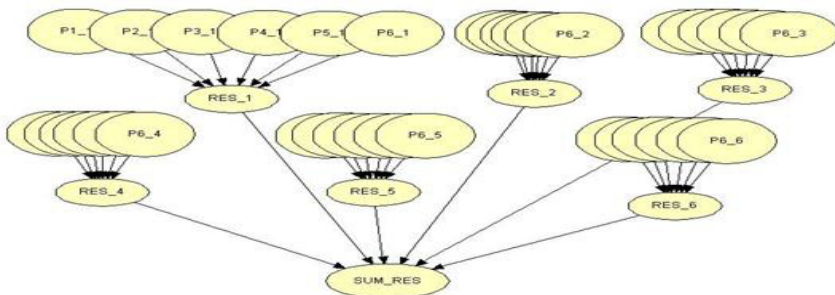 P1_1 P2_1 P3_1 P4_1 P5_1 P6_1 P6_2 P6_3
RES_1 RES_2 RES_3
P6_4 P6_5 P6_6
RES_4 RES_5 RES_6
SUM_RES